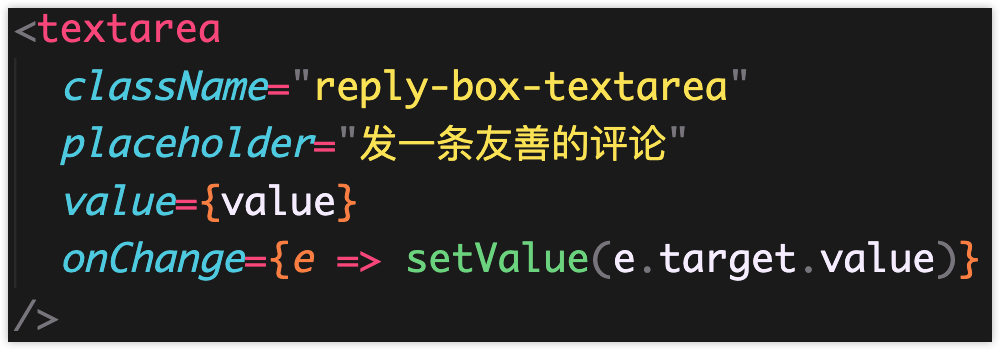 <textarea
className="reply-box-textarea"
placeholder="发一条友善的评论"
value={value}
onChange={e => setValue(e.target.value)}
/>